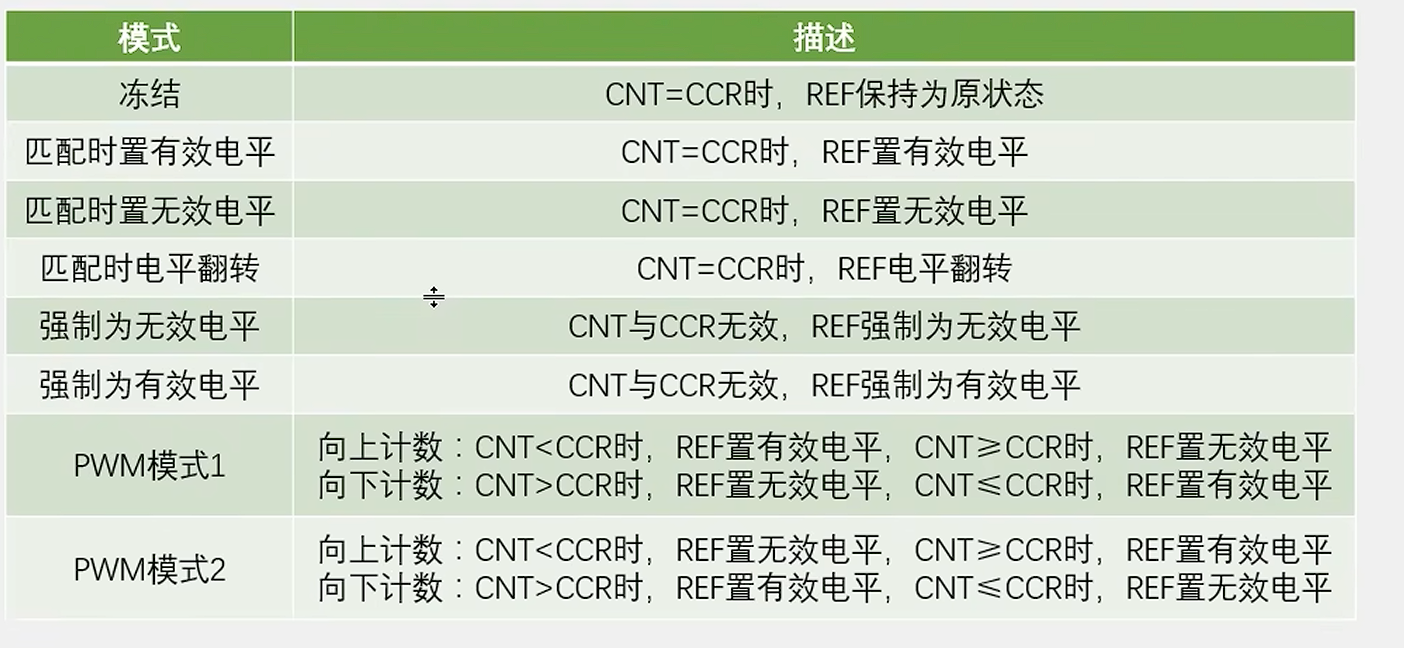 模式 描述
冻结 CNT=CCR时，REF保持为原状态
匹配时置有效电平 CNT=CCR时，REF置有效电平
匹配时置无效电平 CNT=CCR时，REF置无效电平
匹配时电平翻转 CNT=CCR时，REF电平翻转
强制为无效电平 CNT与CCR无效，REF强制为无效电平
强制为有效电平 CNT与CCR无效，REF强制为有效电平
PWM模式1
向上计数：CNT<CCR时，REF置有效电平，CNT≥CCR时，REF置无效电平
向下计数：CNT>CCR时，REF置无效电平，CNT≤CCR时，REF置有效电平
PWM模式2
向上计数：CNT<CCR时，REF置无效电平，CNT≥CCR时，REF置有效电平
向下计数：CNT>CCR时，REF置有效电平，CNT≤CCR时，REF置无效电平